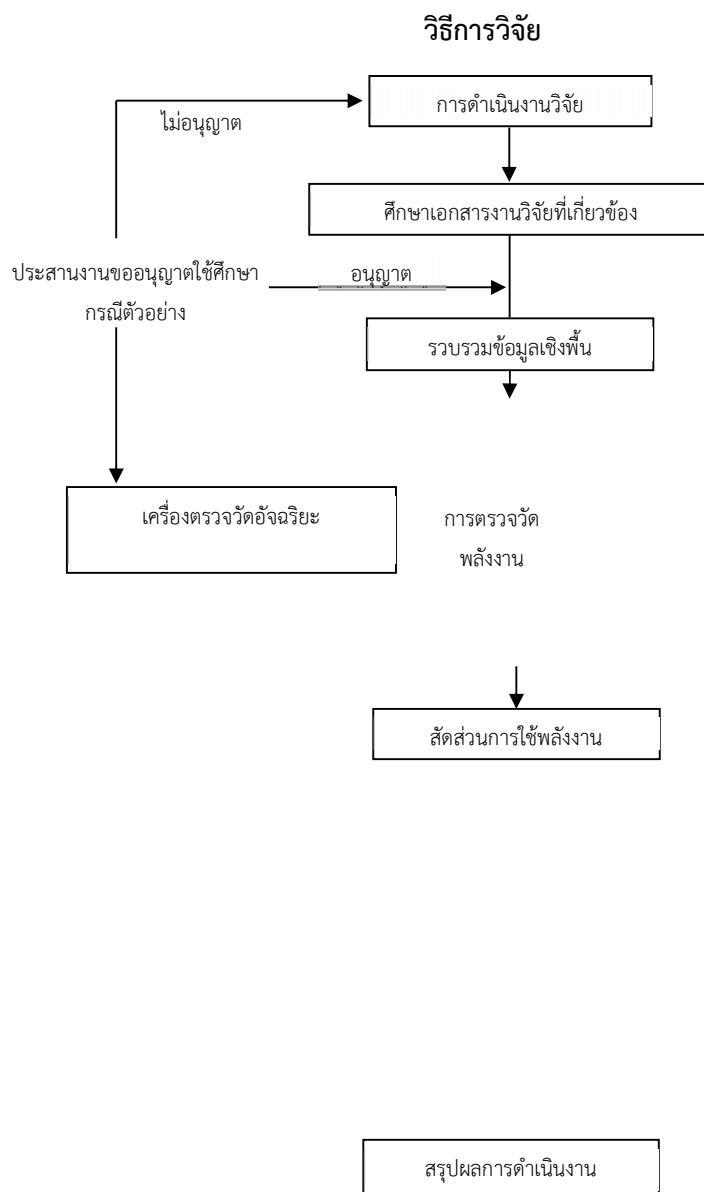 วิธีการวิจัย
การดำเนินงานวิจัย
ไม่อนุญาต
ศึกษาเอกสารงานวิจัยที่เกี่ยวข้อง
ประสานงานขออนุญาตใช้ศึกษา
กรณีตัวอย่าง
อนุญาต
รวบรวมข้อมูลเชิงพื้น
เครื่องตรวจวัดอัจฉริยะ
การตรวจวัด
พลังงาน
สัดส่วนการใช้พลังงาน
สรุปผลการดำเนินงาน